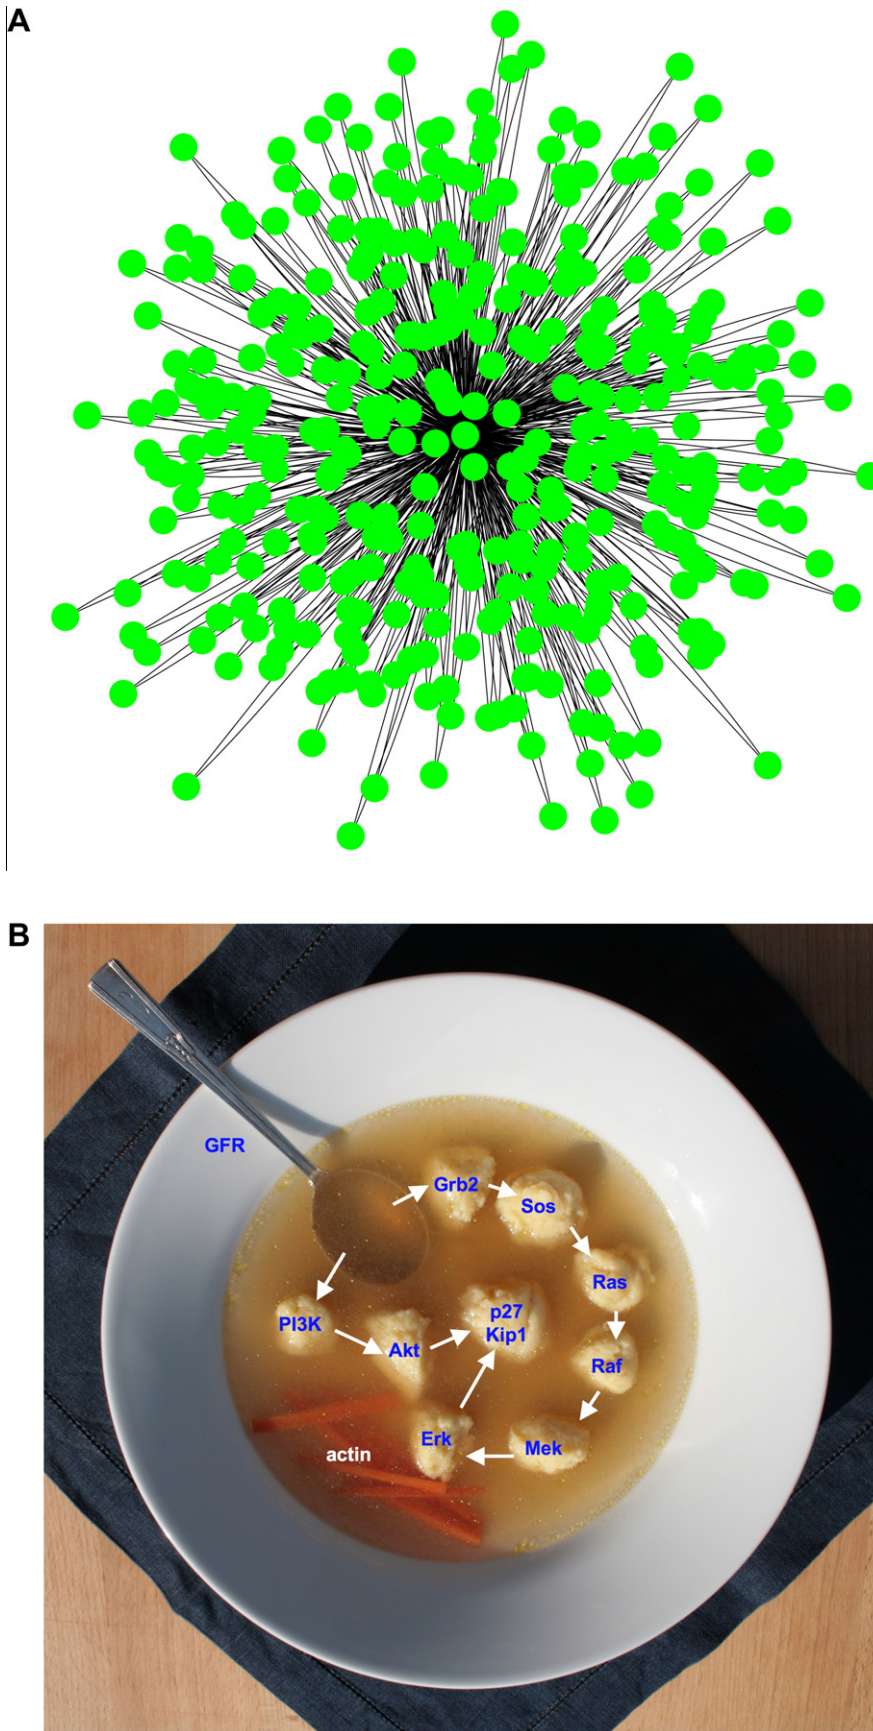 A
B
GFR
Grb2
Sos
Ras
PI3K
p27
Kip1
Akt
Raf
Erk
Mek
actin